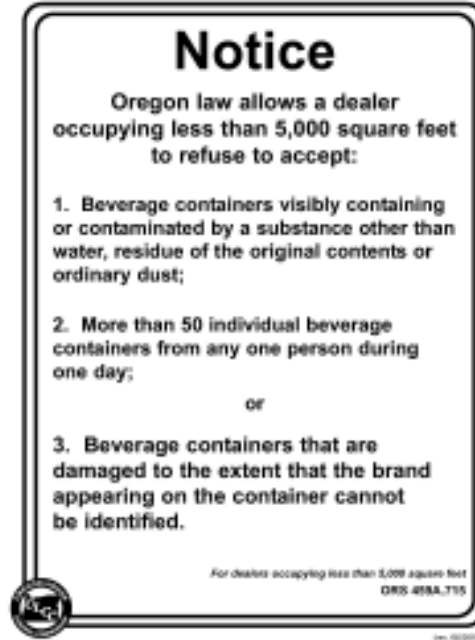 Notice
Oregon law allows a dealer
occupying less than 5,000 square feet
to refuse to accept:
1. Beverage containers visibly containing
or contaminated by a substance other than
water, residue of the original contents or
ordinary dust;
2. More than 50 individual beverage
containers from any one person during
one day;
or
3. Beverage containers that are
damaged to the extent that the brand
appearing on the container cannot
be identified.
For dealers occupying less than 5,000 square feet
ORS 459A.715
OLCC